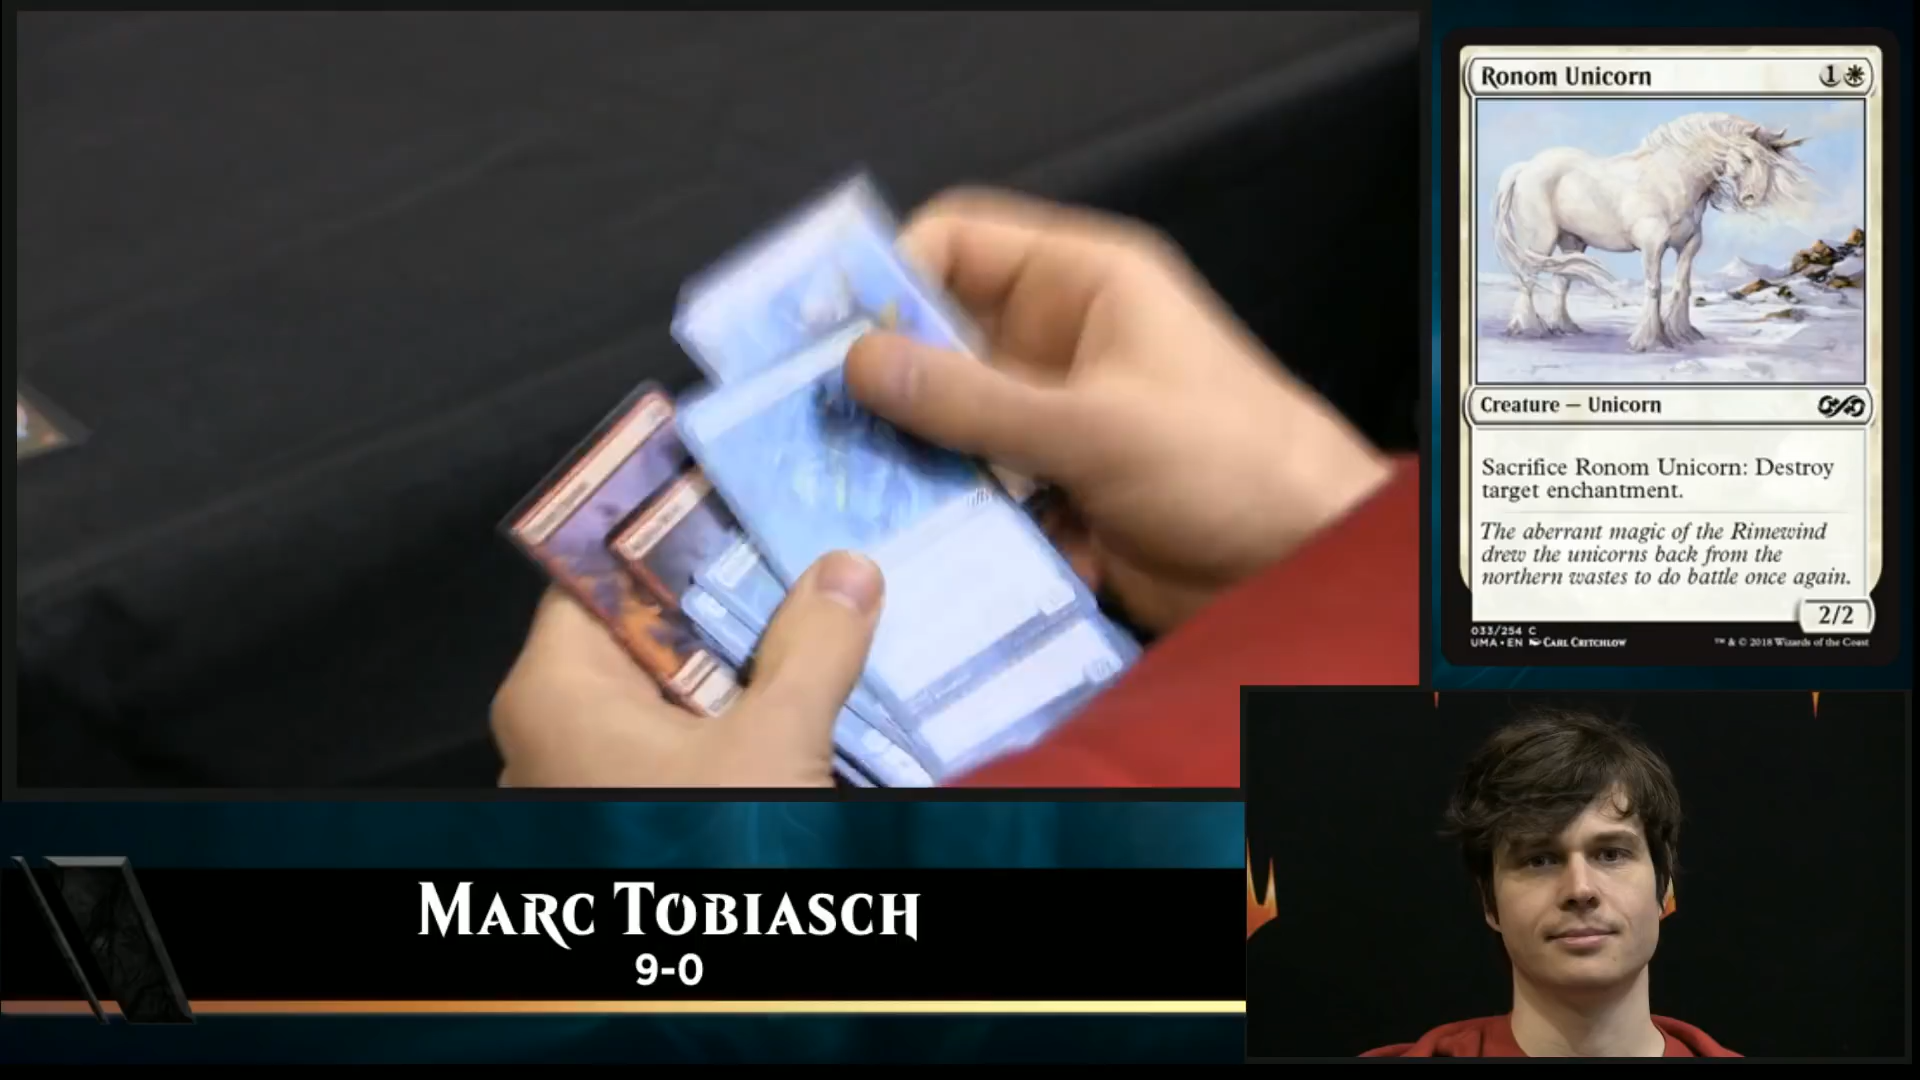 Ronom Unicorn 1
Creature — Unicorn
Sacrifice Ronom Unicorn: Destroy
target enchantment.
The aberrant magic of the Rimewind
drew the unicorns back from the
northern wastes to do battle once again.
2/2
033/254 C
UMA • EN CARL CRITCHLOW
™ & © 2018 Wizards of the Coast
MARC TOBIASCH
9-0